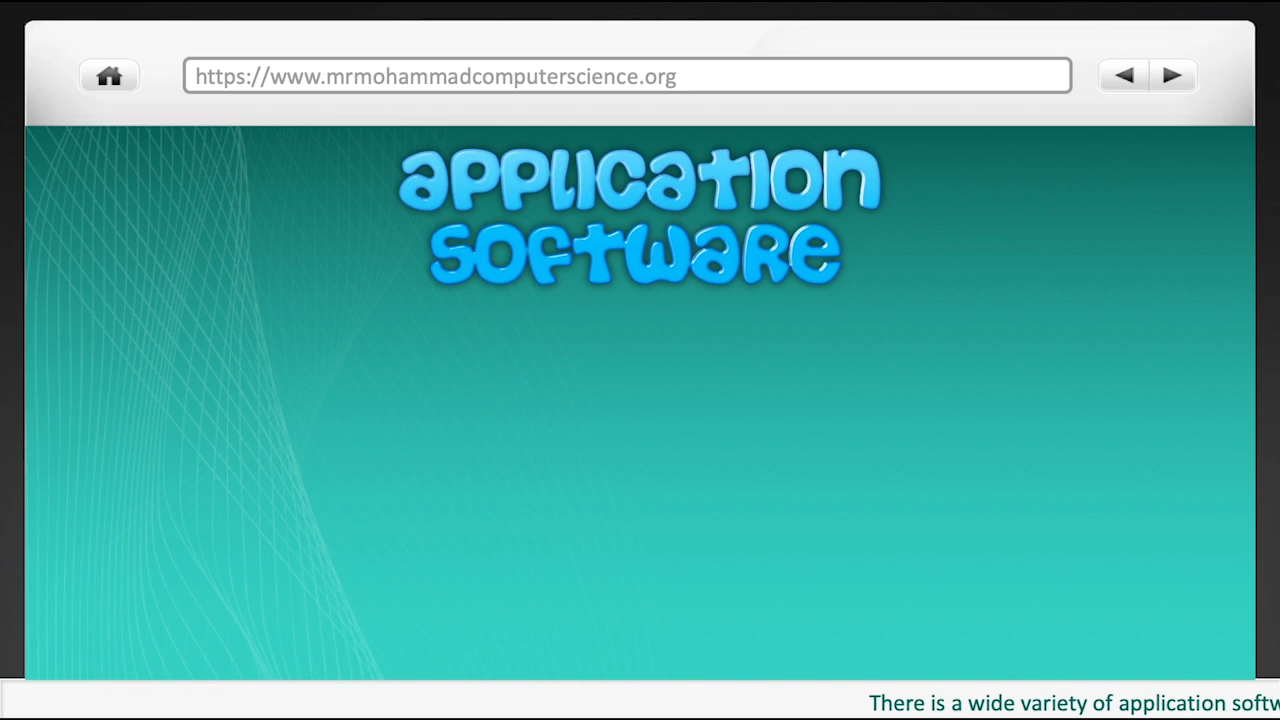 https://www.mrmohammadcomputerscience.org
APPLICATION
SOFTWARE
There is a wide variety of application softw